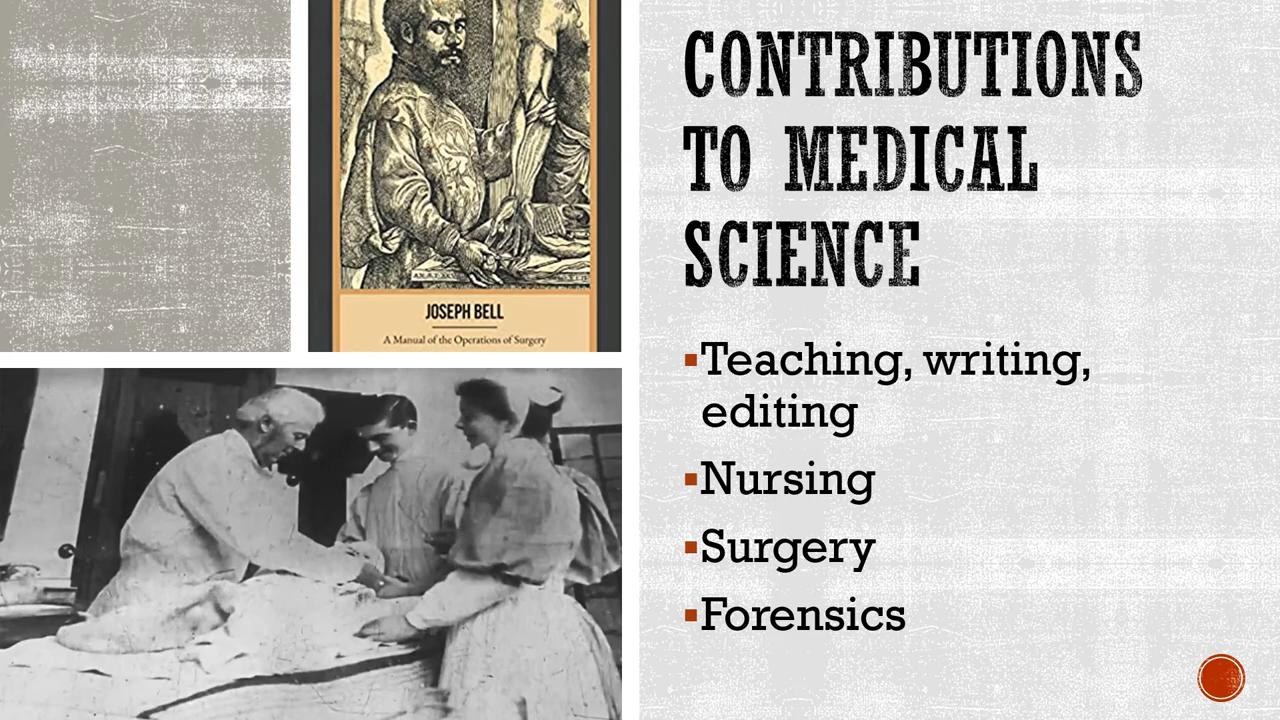 JOSEPH BELL
A Manual of the Operations of Surgery
CONTRIBUTIONS
TO MEDICAL
SCIENCE
▪Teaching, writing,
editing
▪Nursing
▪Surgery
▪Forensics